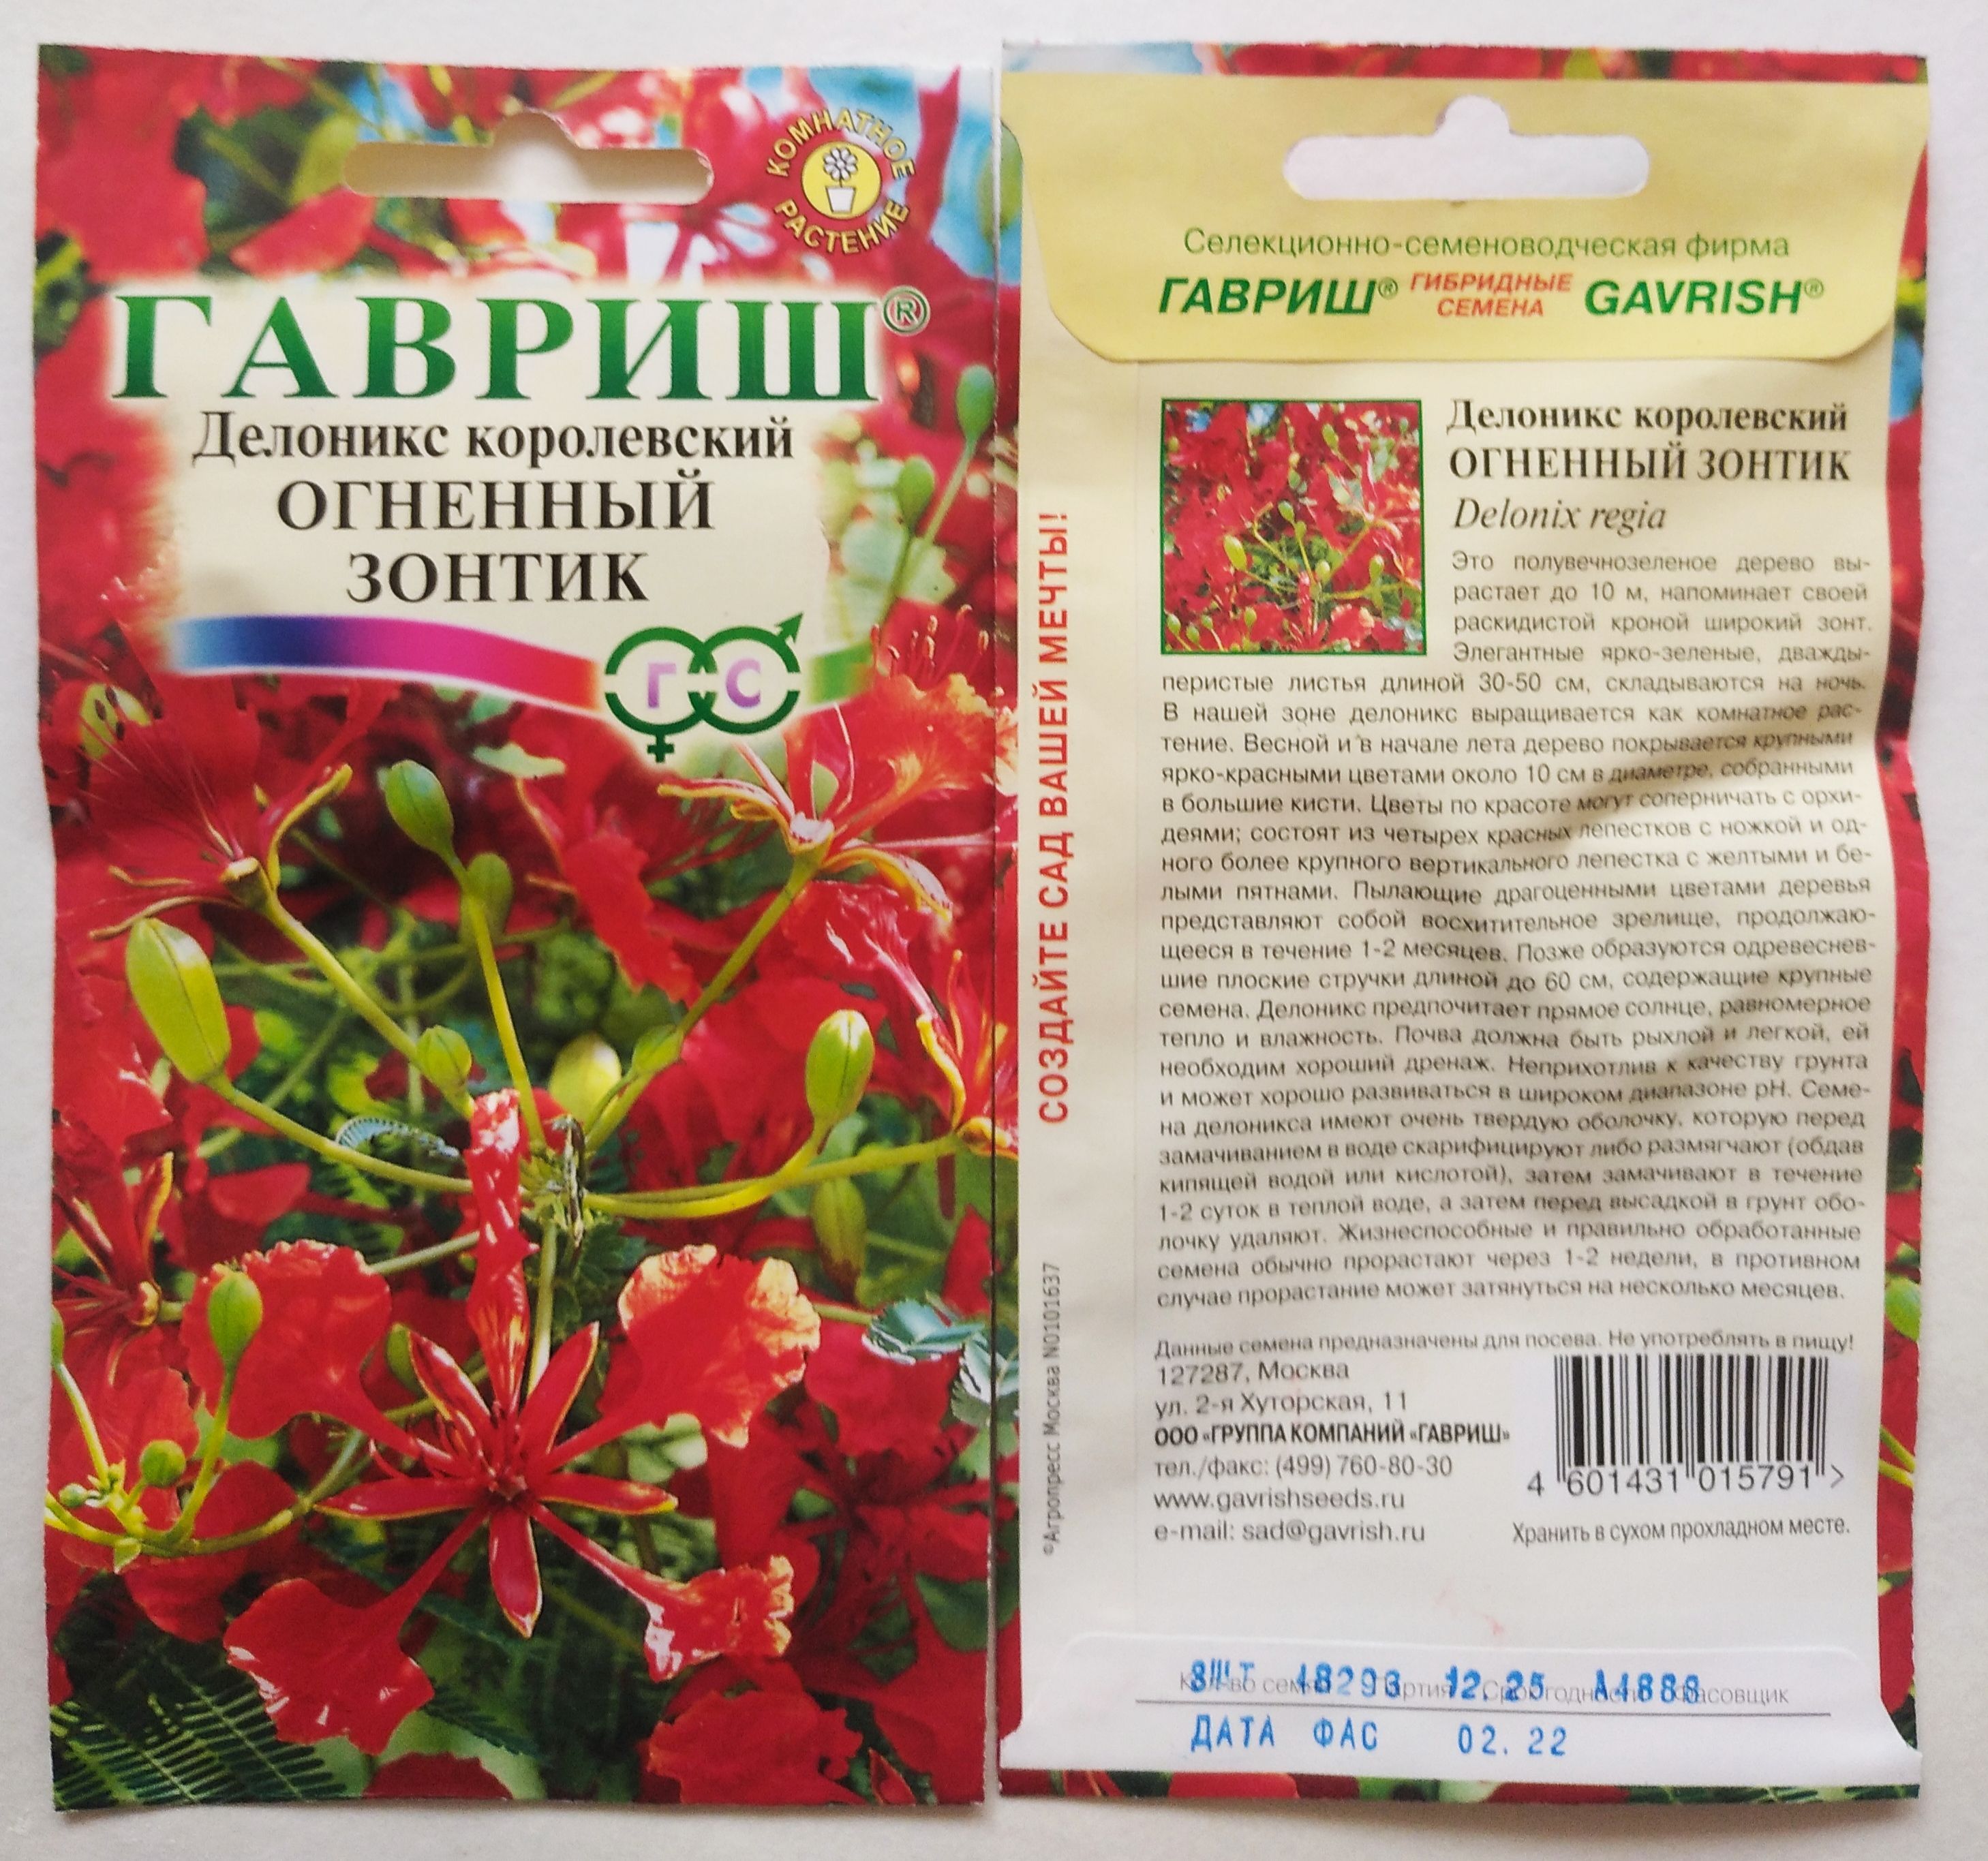 КОМНАТНОЕ
РАСТЕНИЕ
ГАВРИШ®
Делоникс королевский
ОГНЕННЫЙ
ЗОНТИК
Г С
Селекционно-семеноводческая фирма
ГАВРИШ® ГИБРИДНЫЕ СЕМЕНА GAVRISH®
СОЗДАЙТЕ САД ВАШЕЙ МЕЧТЫ!
©Агропресс Москва N0101637
Делоникс королевский
ОГНЕННЫЙ ЗОНТИК
Delonix regia
Это полувечнозеленое дерево вы-
растает до 10 м, напоминает своей
раскидистой кроной широкий зонт.
Элегантные ярко-зеленые, дважды-
перистые листья длиной 30-50 см, складываются на ночь.
В нашей зоне делоникс выращивается как комнатное рас-
тение. Весной и в начале лета дерево покрывается крупными
ярко-красными цветами около 10 см в диаметре, собранными
в большие кисти. Цветы по красоте могут соперничать с орхи-
деями; состоят из четырех красных лепестков с ножкой и од-
ного более крупного вертикального лепестка с желтыми и бе-
лыми пятнами. Пылающие драгоценными цветами деревья
представляют собой восхитительное зрелище, продолжаю-
щееся в течение 1-2 месяцев. Позже образуются одревеснев-
шие плоские стручки длиной до 60 см, содержащие крупные
семена. Делоникс предпочитает прямое солнце, равномерное
тепло и влажность. Почва должна быть рыхлой и легкой, ей
необходим хороший дренаж. Неприхотлив к качеству грунта
и может хорошо развиваться в широком диапазоне pH. Семе-
на делоникса имеют очень твердую оболочку, которую перед
замачиванием в воде скарифицируют либо размягчают (обдав
кипящей водой или кислотой), затем замачивают в течение
1-2 суток в теплой воде, а затем перед высадкой в грунт обо-
лочку удаляют. Жизнеспособные и правильно обработанные
семена обычно прорастают через 1-2 недели, в противном
случае прорастание может затянуться на несколько месяцев.
Данные семена предназначены для посева. Не употреблять в пищу!
127287, Москва
ул. 2-я Хуторская, 11
ООО «ГРУППА КОМПАНИЙ «ГАВРИШ»
тел./факс: (499) 760-80-30
www.gavrishseeds.ru
e-mail: sad@gavrish.ru
4 601431 015791 >
Хранить в сухом прохладном месте.
3ШТ 18293 12.25 А4888
ДАТА ФАС 02.22